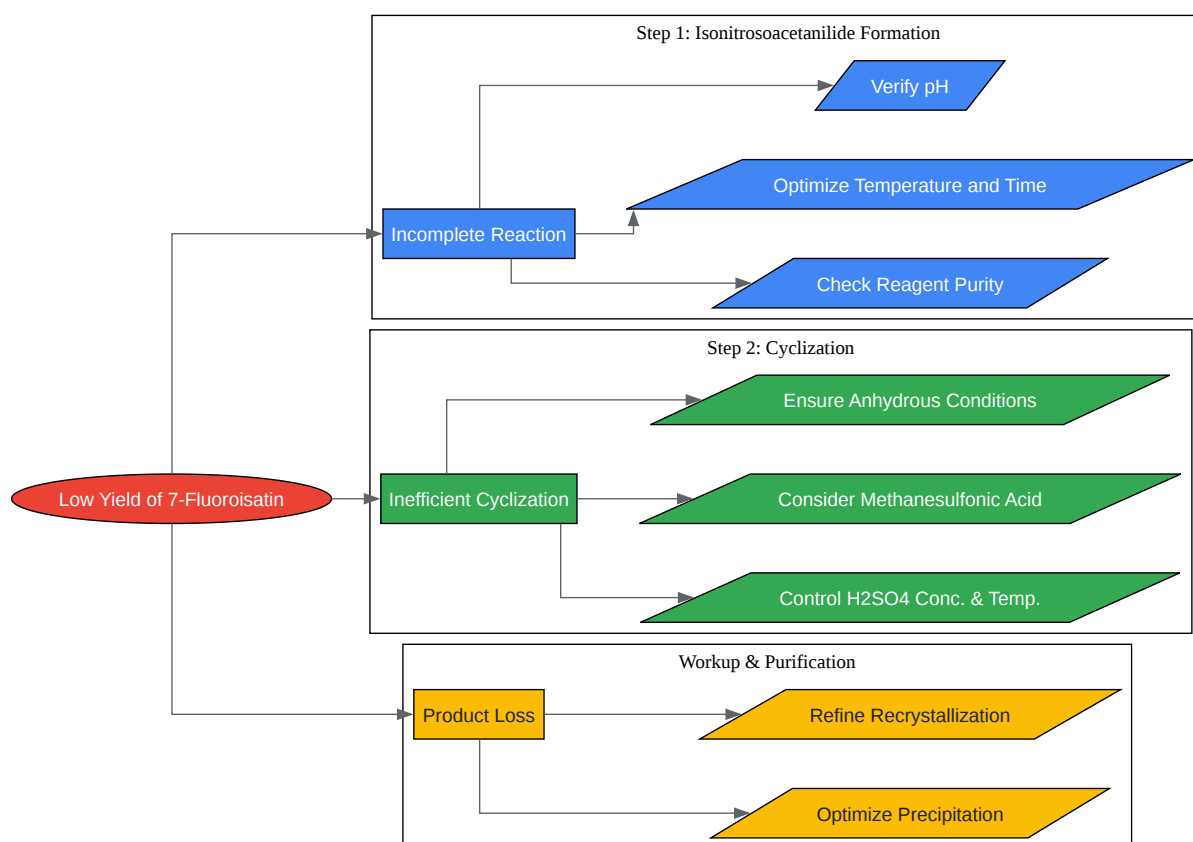 Step 1: Isonitrosoacetanilide Formation
Verify pH
Optimize Temperature and Time
Incomplete Reaction
Check Reagent Purity
Step 2: Cyclization
Ensure Anhydrous Conditions
Low Yield of 7-Fluoroisatin
Inefficient Cyclization
Consider Methanesulfonic Acid
Control H2SO4 Conc. & Temp.
Workup & Purification
Product Loss
Refine Recrystallization
Optimize Precipitation